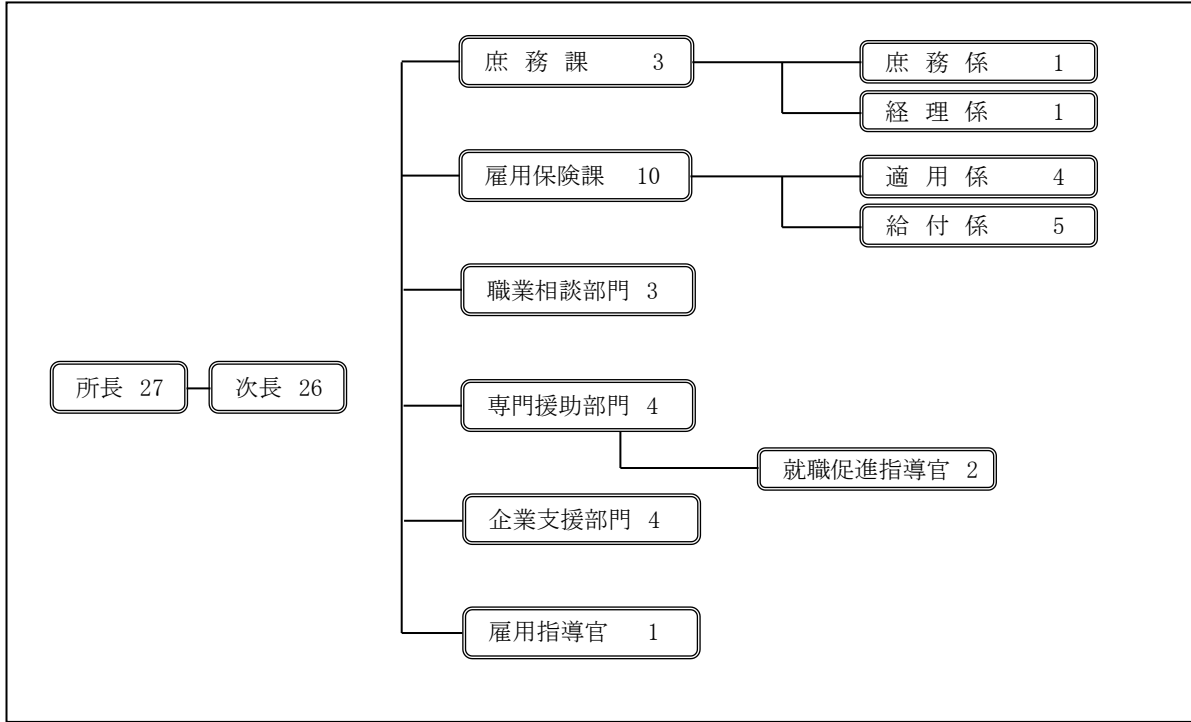 庶務課 3
庶務係 1
経理係 1
雇用保険課 10
適用係 4
給付係 5
職業相談部門 3
所長 27
次長 26
専門援助部門 4
就職促進指導官 2
企業支援部門 4
雇用指導官 1